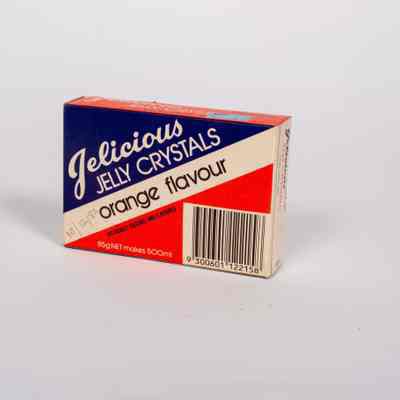 Jelicious
JELLY CRYSTALS
orange flavour
85g NET makes 500ml
9 300601 122158